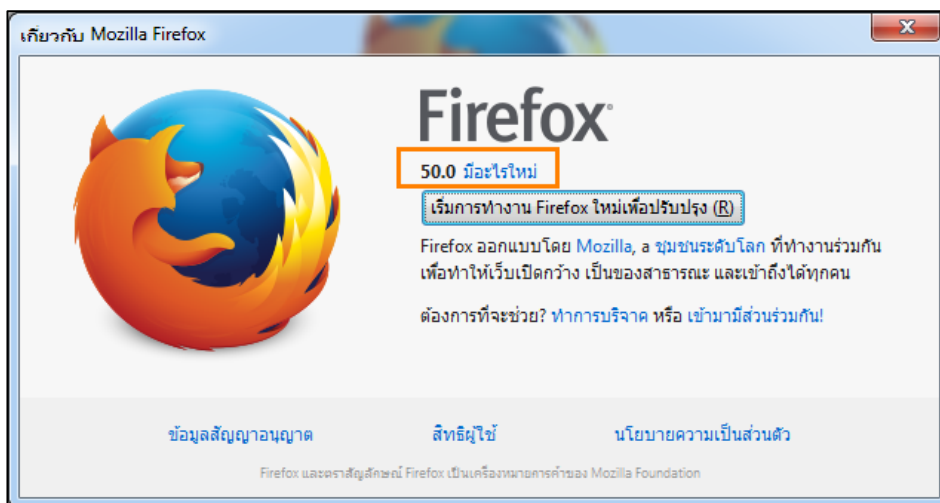 เกี่ยวกับ Mozilla Firefox
Firefox
50.0 มีอะไรใหม่
เริ่มการทำงาน Firefox ใหม่เพื่อปรับปรุง (R)
Firefox ออกแบบโดย Mozilla, a ชุมชนระดับโลก ที่ทำงานร่วมกัน
เพื่อทำให้เว็บเปิดกว้าง เป็นของสาธารณะ และเข้าถึงได้ทุกคน
ต้องการที่จะช่วย? ทำการบริจาค หรือ เข้ามามีส่วนร่วมกัน!
ข้อมูลสัญญาอนุญาต สิทธิผู้ใช้ นโยบายความเป็นส่วนตัว
Firefox และตราสัญลักษณ์ Firefox เป็นเครื่องหมายการค้าของ Mozilla Foundation